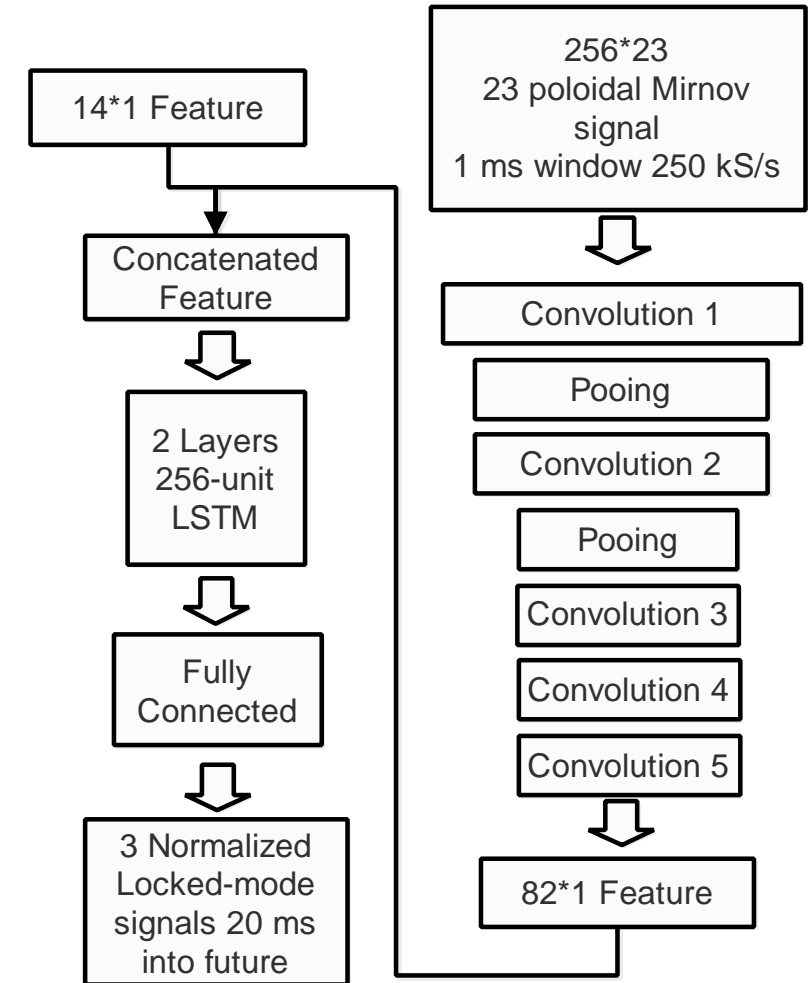 14*1 Feature
Concatenated
Feature
2 Layers
256-unit
LSTM
Fully
Connected
3 Normalized
Locked-mode
signals 20 ms
into future
256*23
23 poloidal Mirnov
signal
1 ms window 250 kS/s
Convolution 1
Pooing
Convolution 2
Pooing
Convolution 3
Convolution 4
Convolution 5
82*1 Feature